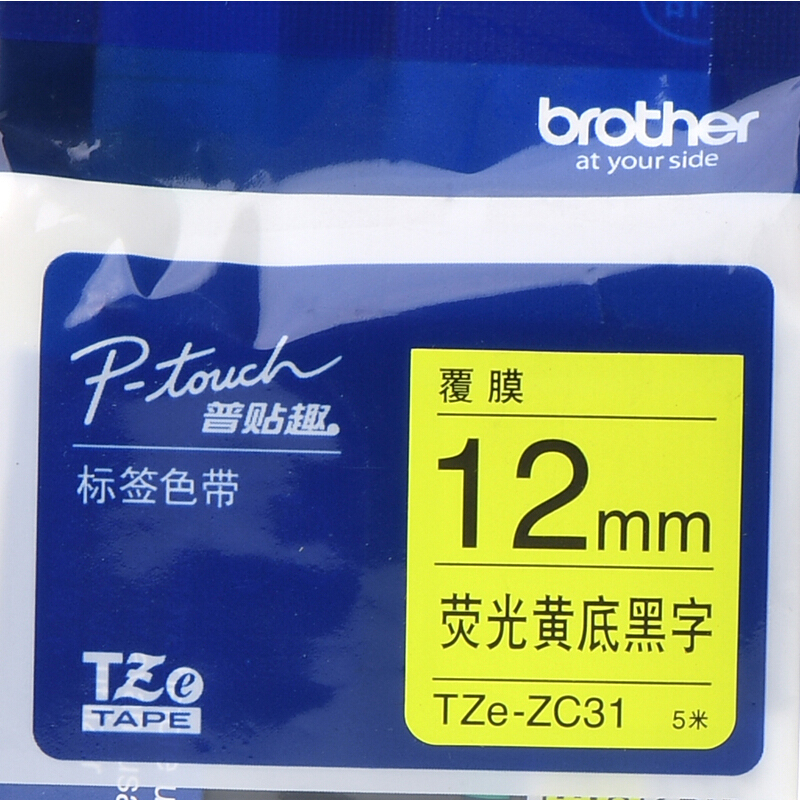 brother
at your side
P-touch
普贴趣
标签色带
TZe
TAPE
覆膜
12mm
荧光黄底黑字
TZe-ZC31 5米